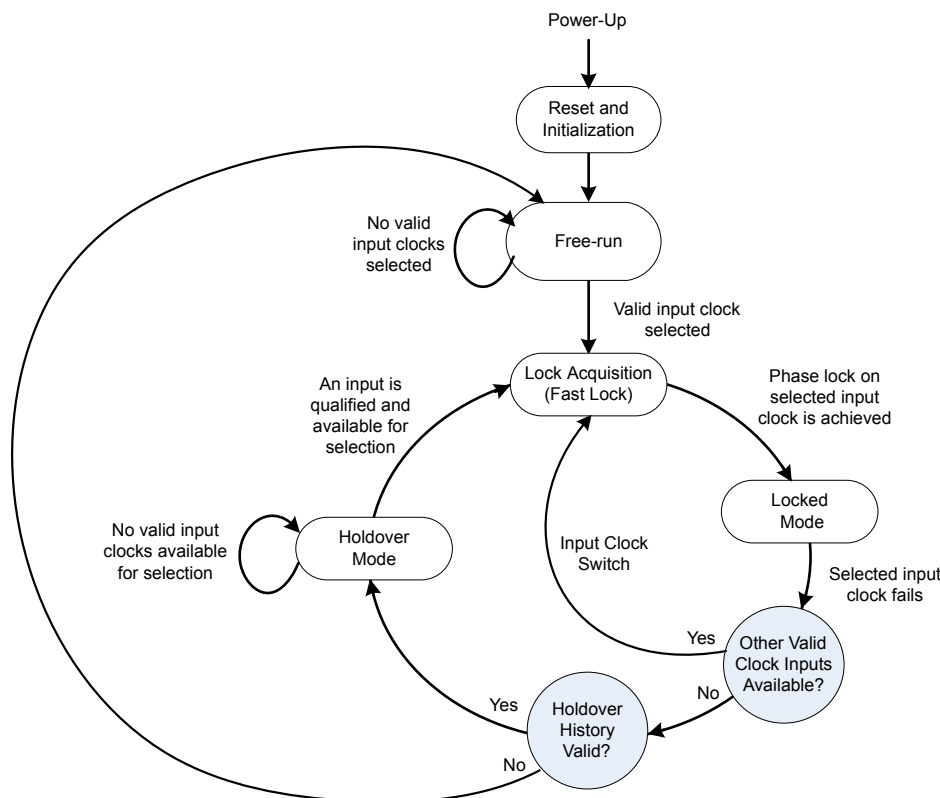 Power-Up
Reset and
Initialization
No valid
input clocks
selected
Free-run
Valid input clock
selected
An input is
qualified and
available for
selection
Lock Acquisition
(Fast Lock)
Phase lock on
selected input
clock is achieved
No valid input
clocks available
for selection
Holdover
Mode
Input Clock
Switch
Locked
Mode
Selected input
clock fails
Yes
Other Valid
Clock Inputs
Available?
No
Yes
Holdover
History
Valid?
No